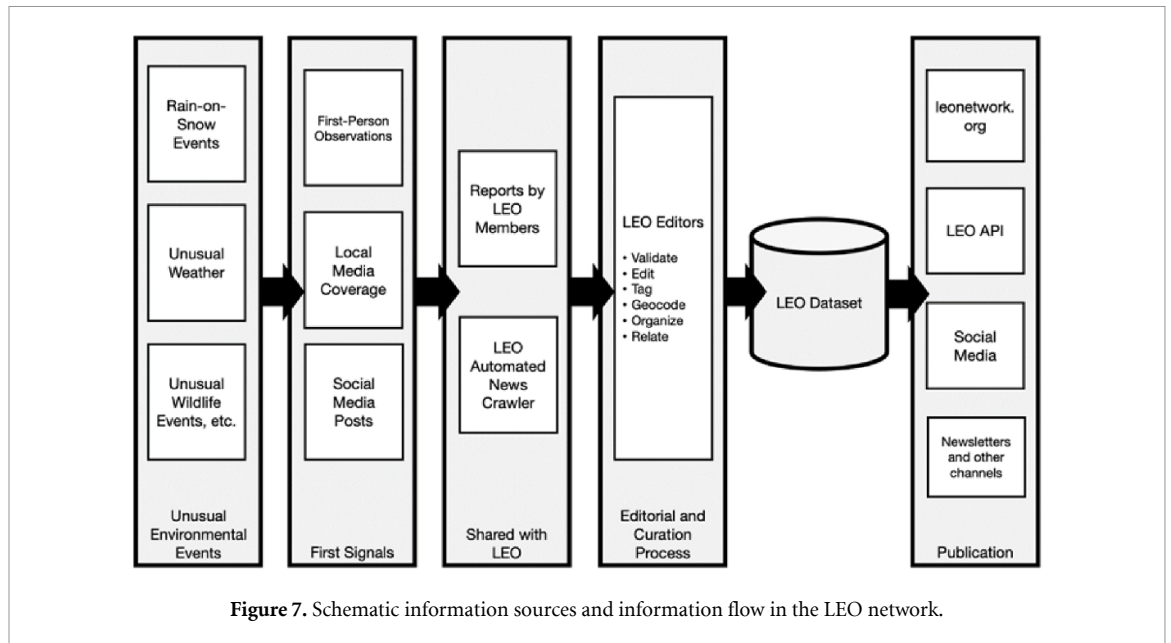 Rain-on-
Snow
Events
Unusual
Weather
Unusual
Wildlife
Events, etc.
Unusual
Environmental
Events
First-Person
Observations
Local
Media
Coverage
Social
Media
Posts
First Signals
Reports by
LEO
Members
LEO
Automated
News
Crawler
Shared with
LEO
LEO Editors
• Validate
• Edit
• Tag
• Geocode
• Organize
• Relate
Editorial and
Curation
Process
LEO Dataset
leonetwork.
org
LEO API
Social
Media
Newsletters
and other
channels
Publication
Figure 7. Schematic information sources and information flow in the LEO network.